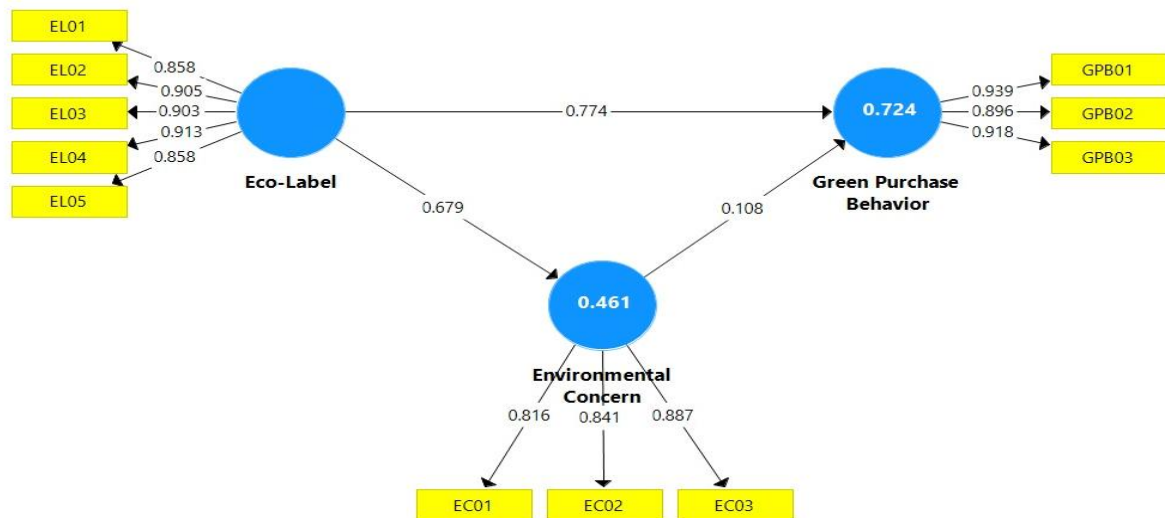 EL01
0.858
EL02
0.905
EL03
0.903
EL04
0.913
EL05
0.858
Eco-Label
0.774
0.724
Green Purchase
Behavior
0.939
0.896
0.918
GPB01
GPB02
GPB03
0.679
0.108
0.461
Environmental
Concern
0.816
0.841
0.887
EC01
EC02
EC03